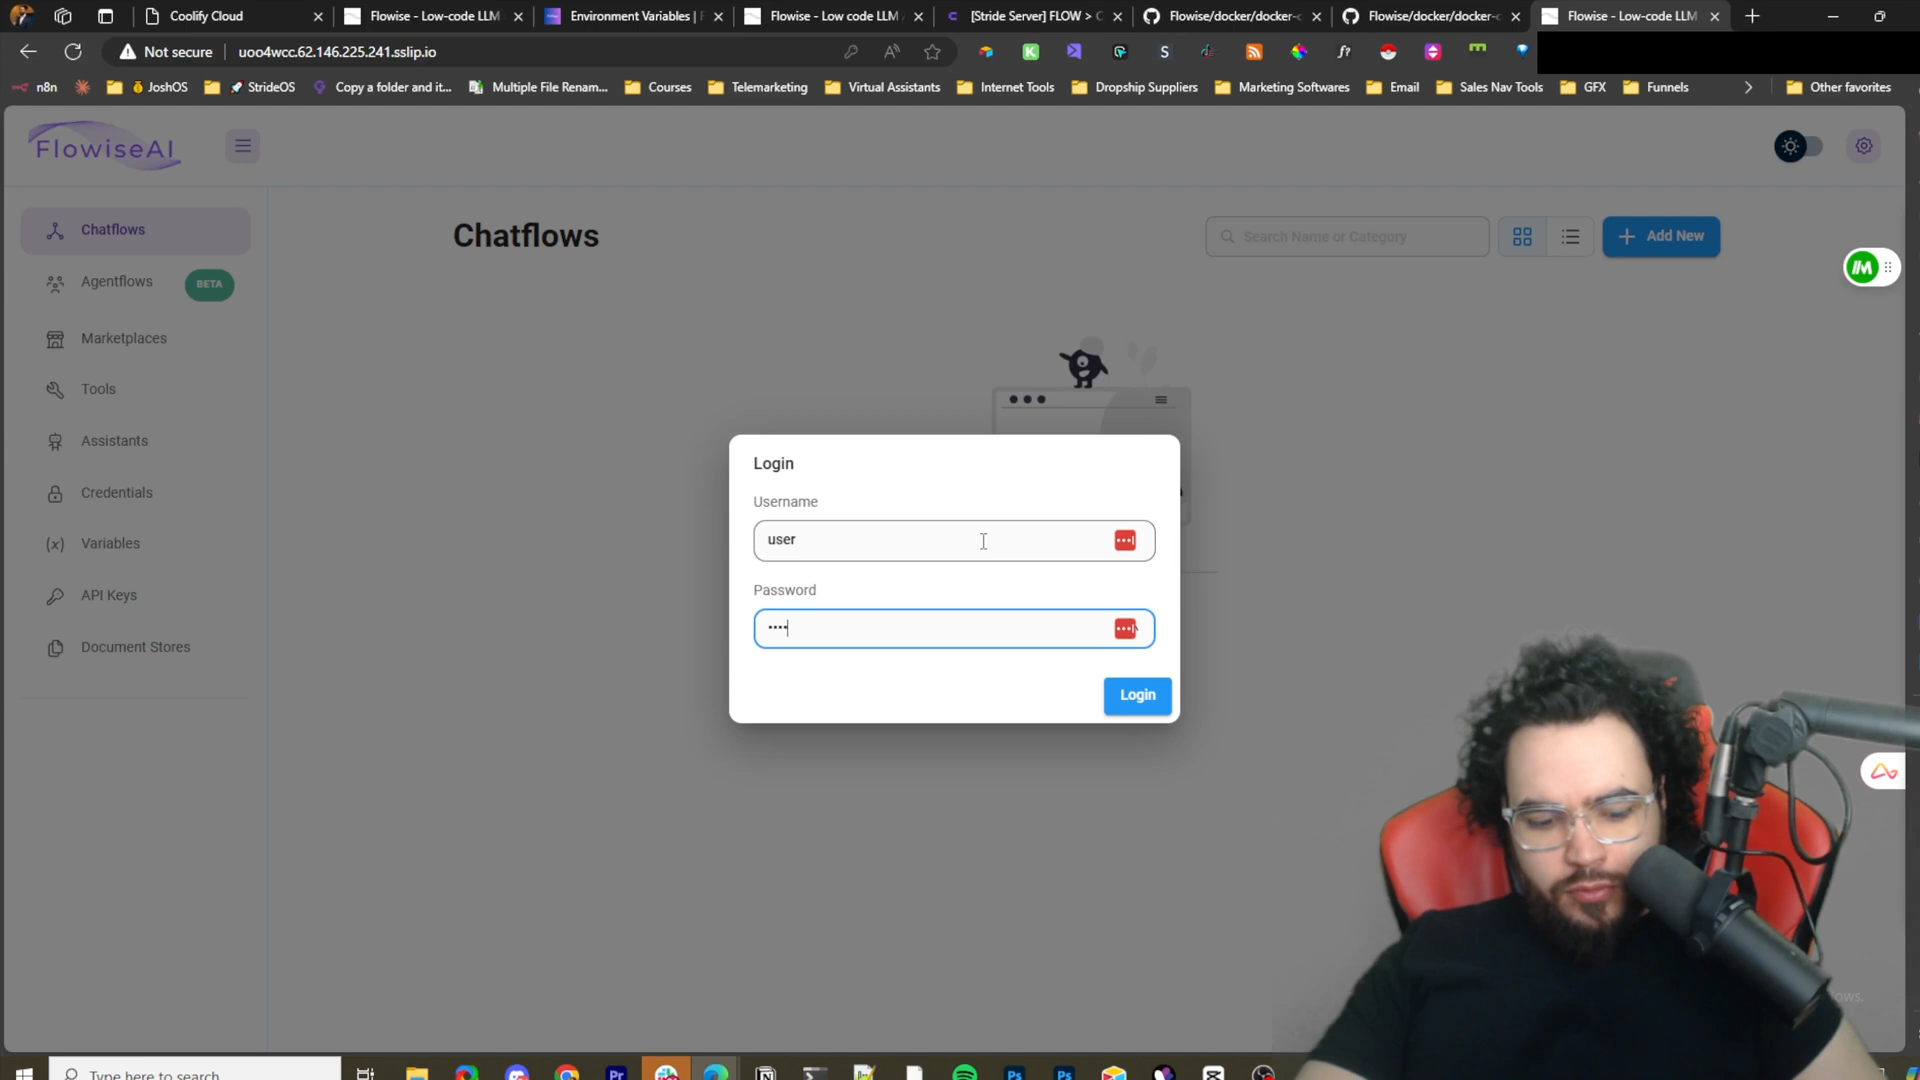 Coolify Cloud
Flowise - Low-code LLM
Environment Variables | F
Flowise - Low code LLM
[Stride Server] FLOW > C
Flowise/docker/docker-c
Flowise/docker/docker-c
Flowise - Low-code LLM
Not secure
uoo4wcc.62.146.225.241.sslip.io
n8n
JoshOS
StrideOS
Copy a folder and it...
Multiple File Renam...
Courses
Telemarketing
Virtual Assistants
Internet Tools
Dropship Suppliers
Marketing Softwares
Email
Sales Nav Tools
GFX
Funnels
Other favorites
FlowiseAI
Chatflows
Agentflows
BETA
Marketplaces
Tools
Assistants
Credentials
Variables
API Keys
Document Stores
Chatflows
Search Name or Category
Add New
Login
Username
user
Password
••••
Login
Type here to search